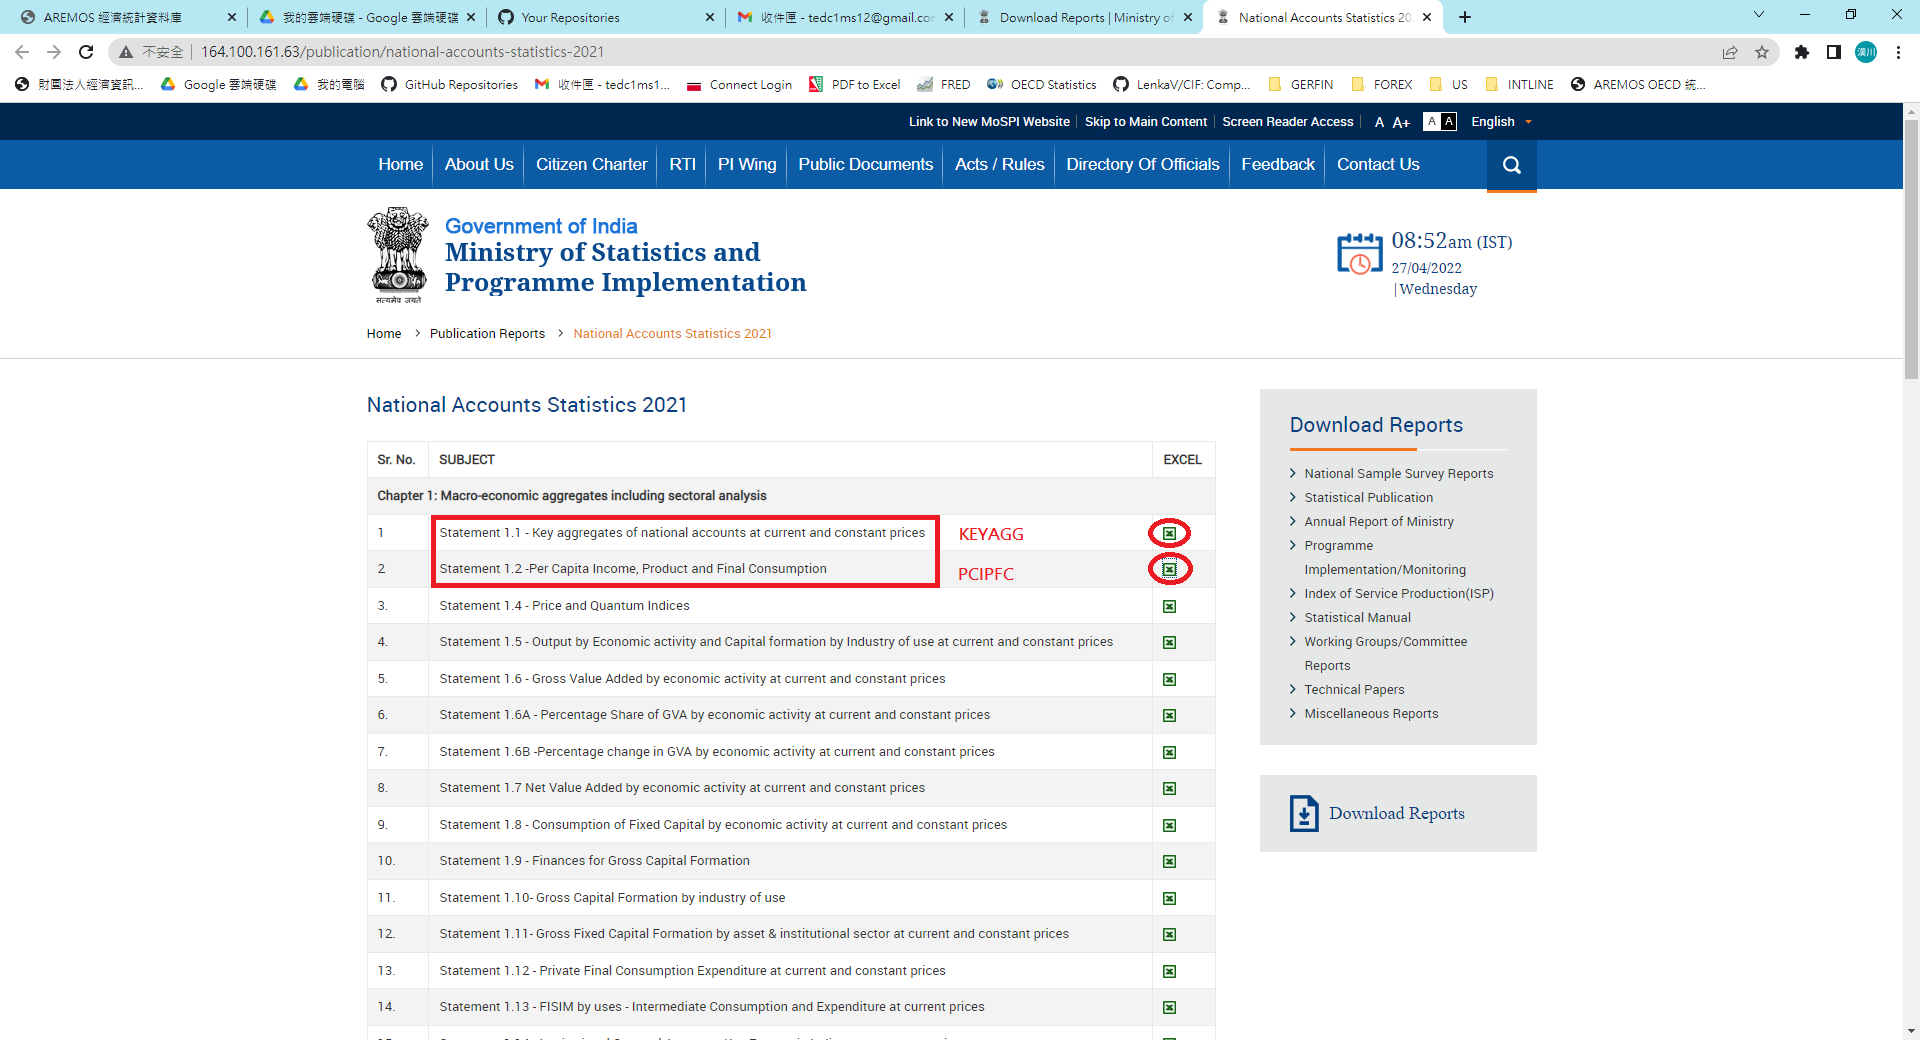 AREMOS 經濟統計資料庫
我的雲端硬碟 - Google 雲端硬碟
Your Repositories
收件匣 - tedc1ms12@gmail.cor
Download Reports | Ministry of
National Accounts Statistics 20
不安全 | 164.100.161.63/publication/national-accounts-statistics-2021
財團法人經濟資訊...
Google 雲端硬碟
我的電腦
GitHub Repositories
收件匣 - tedc1ms1...
Connect Login
PDF to Excel
FRED
OECD Statistics
LenkaV/CIF: Comp...
GERFIN
FOREX
US
INTLINE
AREMOS OECD 統...
Link to New MoSPI Website | Skip to Main Content | Screen Reader Access | A A+ A A English
Home About Us Citizen Charter RTI PI Wing Public Documents Acts / Rules Directory Of Officials Feedback Contact Us
Government of India
Ministry of Statistics and
Programme Implementation
सत्यमेव जयते
08:52am (IST)
27/04/2022
|Wednesday
Home > Publication Reports > National Accounts Statistics 2021
National Accounts Statistics 2021
Sr. No. SUBJECT EXCEL
Chapter 1: Macro-economic aggregates including sectoral analysis
1 Statement 1.1 - Key aggregates of national accounts at current and constant prices KEYAGG
2 Statement 1.2 -Per Capita Income, Product and Final Consumption PCIPFC
3. Statement 1.4 - Price and Quantum Indices
4. Statement 1.5 - Output by Economic activity and Capital formation by Industry of use at current and constant prices
5. Statement 1.6 - Gross Value Added by economic activity at current and constant prices
6. Statement 1.6A - Percentage Share of GVA by economic activity at current and constant prices
7. Statement 1.6B -Percentage change in GVA by economic activity at current and constant prices
8. Statement 1.7 Net Value Added by economic activity at current and constant prices
9. Statement 1.8 - Consumption of Fixed Capital by economic activity at current and constant prices
10. Statement 1.9 - Finances for Gross Capital Formation
11. Statement 1.10- Gross Capital Formation by industry of use
12. Statement 1.11- Gross Fixed Capital Formation by asset & institutional sector at current and constant prices
13. Statement 1.12 - Private Final Consumption Expenditure at current and constant prices
14. Statement 1.13 - FISIM by uses - Intermediate Consumption and Expenditure at current prices
Download Reports
National Sample Survey Reports
Statistical Publication
Annual Report of Ministry
Programme
Implementation/Monitoring
Index of Service Production(ISP)
Statistical Manual
Working Groups/Committee
Reports
Technical Papers
Miscellaneous Reports
Download Reports